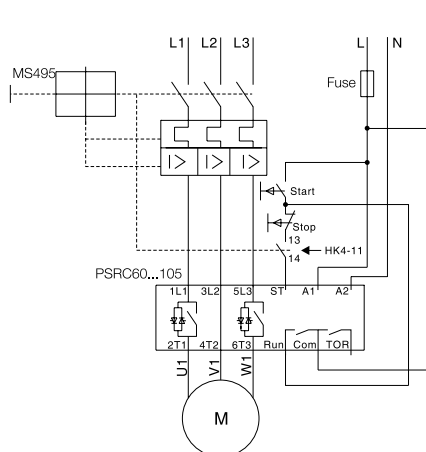 L1 L2 L3 L N
MS495
Fuse
I> I> I>
Start
Stop
13
HK4-11
14
PSRC60...105
1L1 3L2 5L3 ST A1 A2
2T1 4T2 6T3 Run Com TOR
U1 V1 W1
M